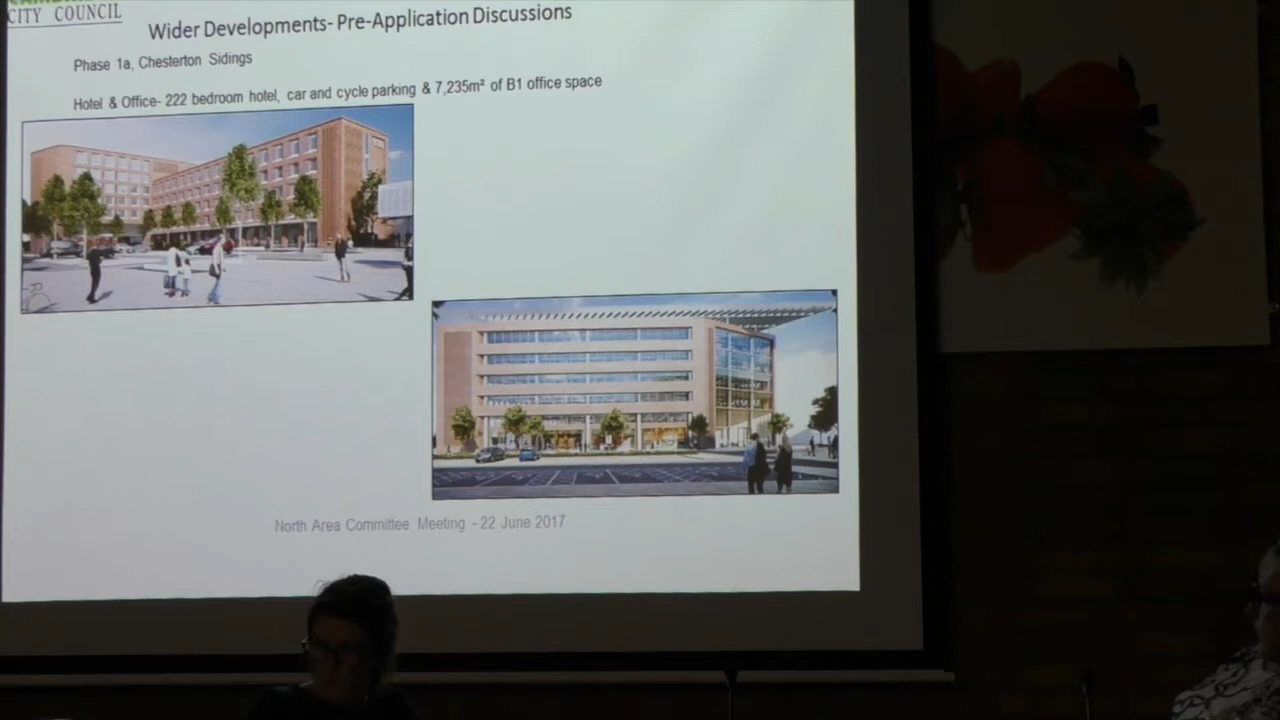 CITY COUNCIL
Wider Developments- Pre-Application Discussions
Phase 1a, Chesterton Sidings
Hotel & Office- 222 bedroom hotel, car and cycle parking & 7,235m² of B1 office space
North Area Committee Meeting - 22 June 2017